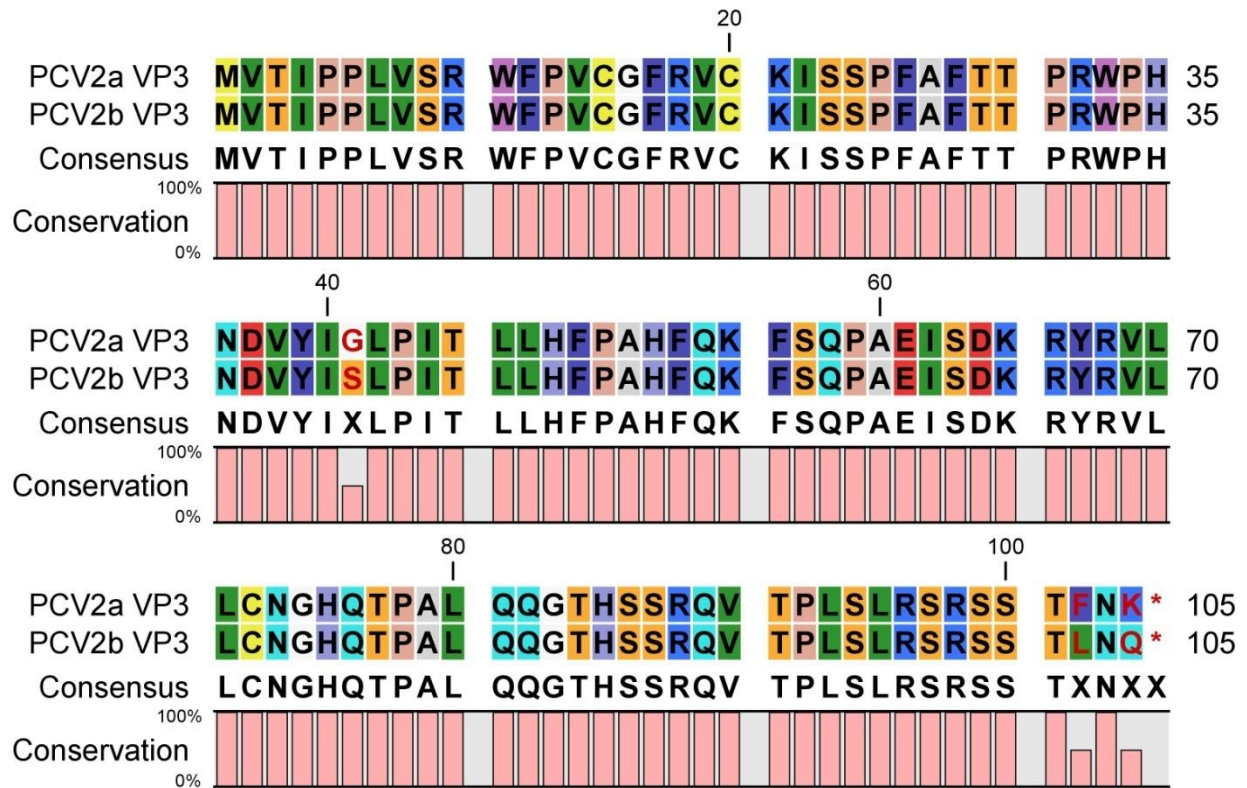 20
PCV2a VP3 MVTIPPLVSR WFPVCGFRVC KISSPFAFTT PRWPH 35
PCV2b VP3 MVTIPPLVSR WFPVCGFRVC KISSPFAFTT PRWPH 35
Consensus MVTIPPLVSR WFPVCGFRVC KISSPFAFTT PRWPH
100%
Conservation
0%
40 60
PCV2a VP3 NDVYIGLPIT LLHFPAHFQK FSQPAEISDK RYRVL 70
PCV2b VP3 NDVYISLPIT LLHFPAHFQK FSQPAEISDK RYRVL 70
Consensus NDVYIXLPIT LLHFPAHFQK FSQPAEISDK RYRVL
100%
Conservation
0%
80 100
PCV2a VP3 LCNGHQTPAL QQGTHSSRQV TPLSLRSRSS TFNK* 105
PCV2b VP3 LCNGHQTPAL QQGTHSSRQV TPLSLRSRSS TLNQ* 105
Consensus LCNGHQTPAL QQGTHSSRQV TPLSLRSRSS TXNXX
100%
Conservation
0%